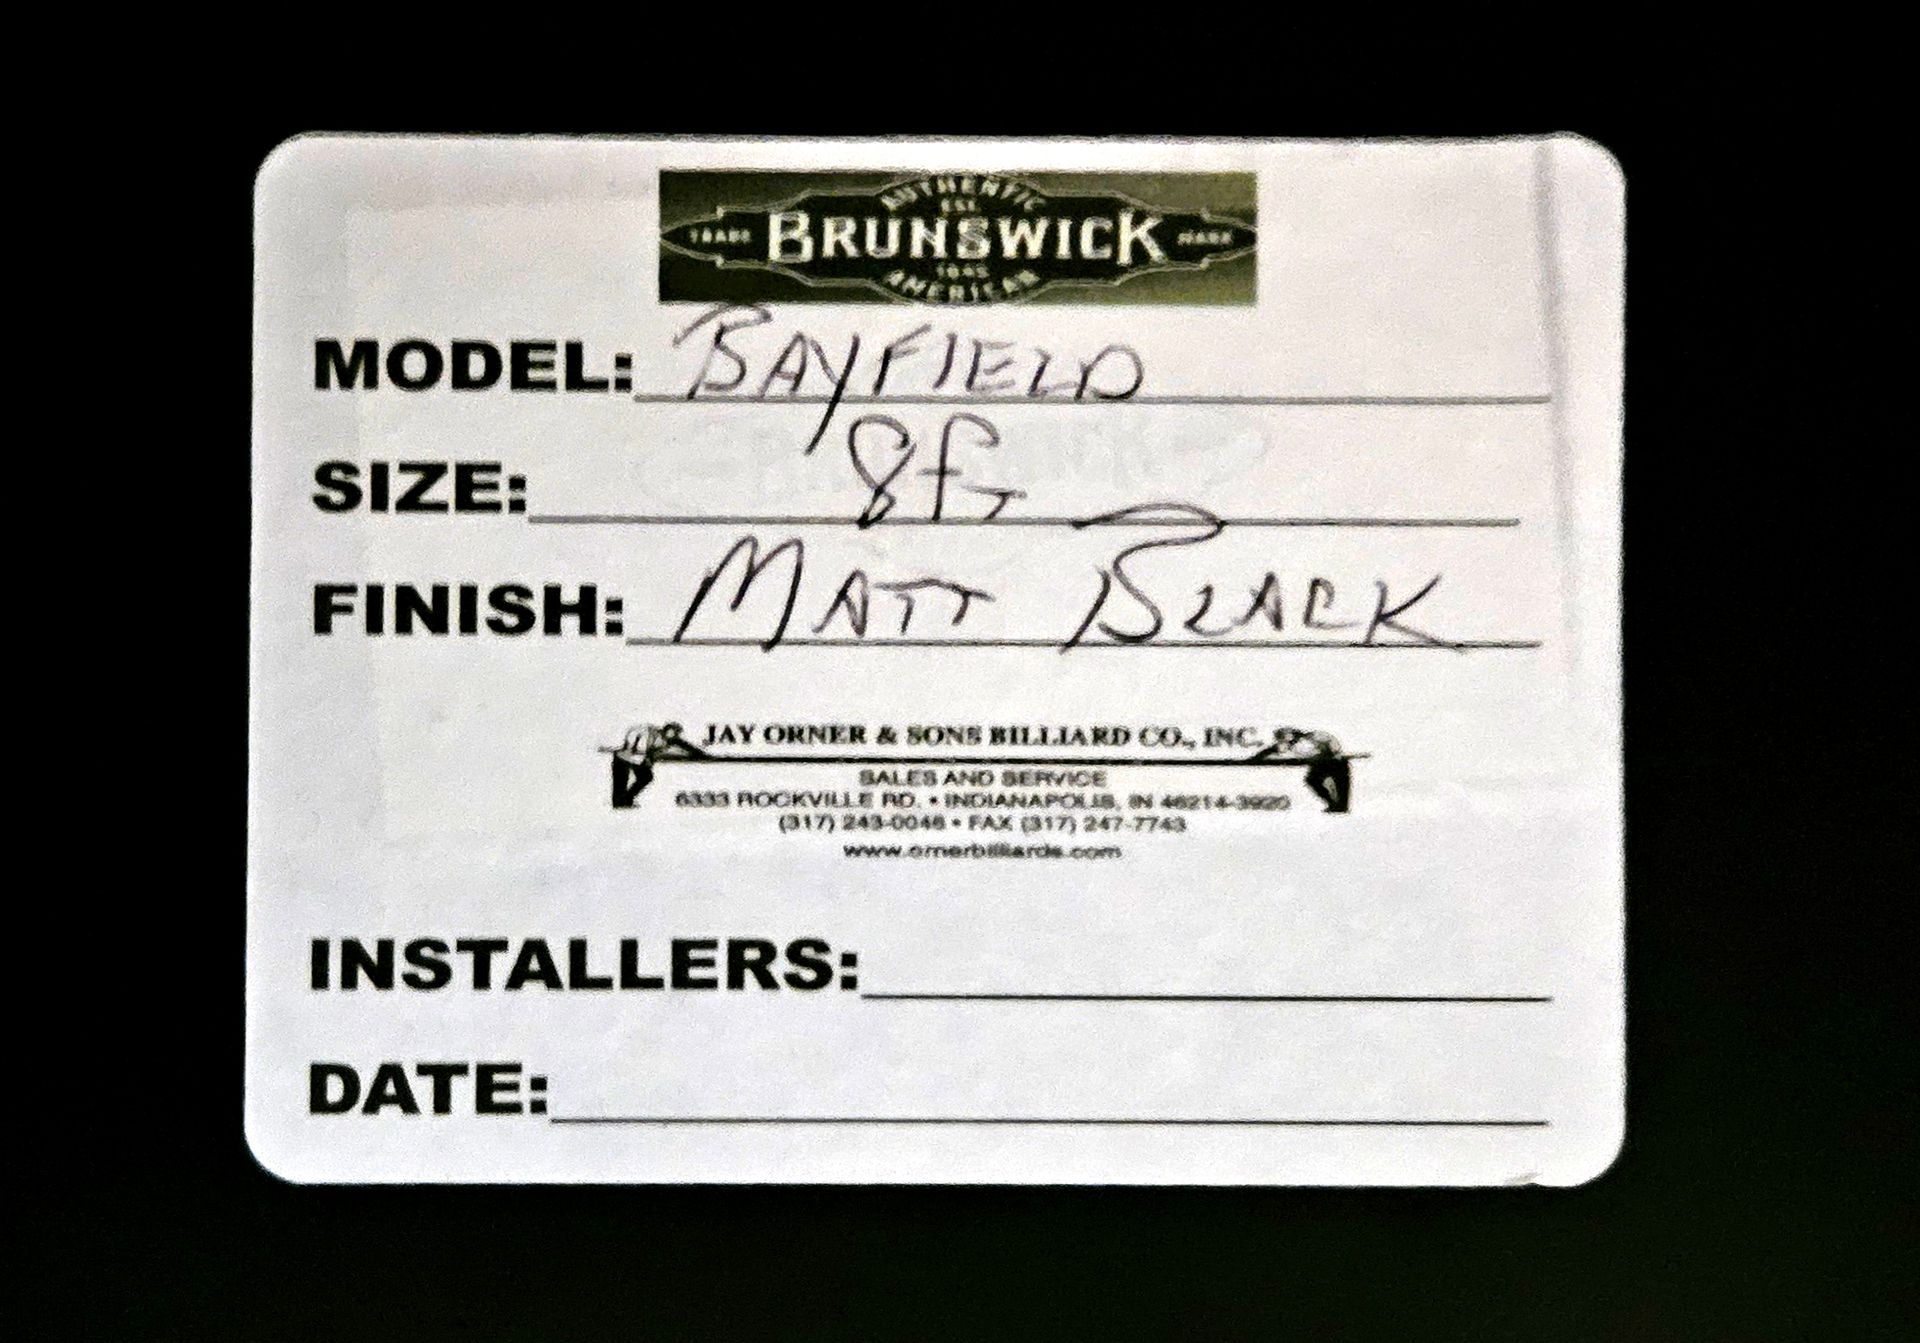 AUTHENTIC
EST.
TRADE BRUNSWICK MARK
1845
AMERICAN
MODEL: BAYFIELD
SIZE: 8fT
FINISH: MATT BLACK
JAY ORNER & SONS BILLIARD CO., INC.
SALES AND SERVICE
6333 ROCKVILLE RD. • INDIANAPOLIS, IN 46214-3920
(317) 243-0046 • FAX (317) 247-7743
www.ornerbilliards.com
INSTALLERS:
DATE: